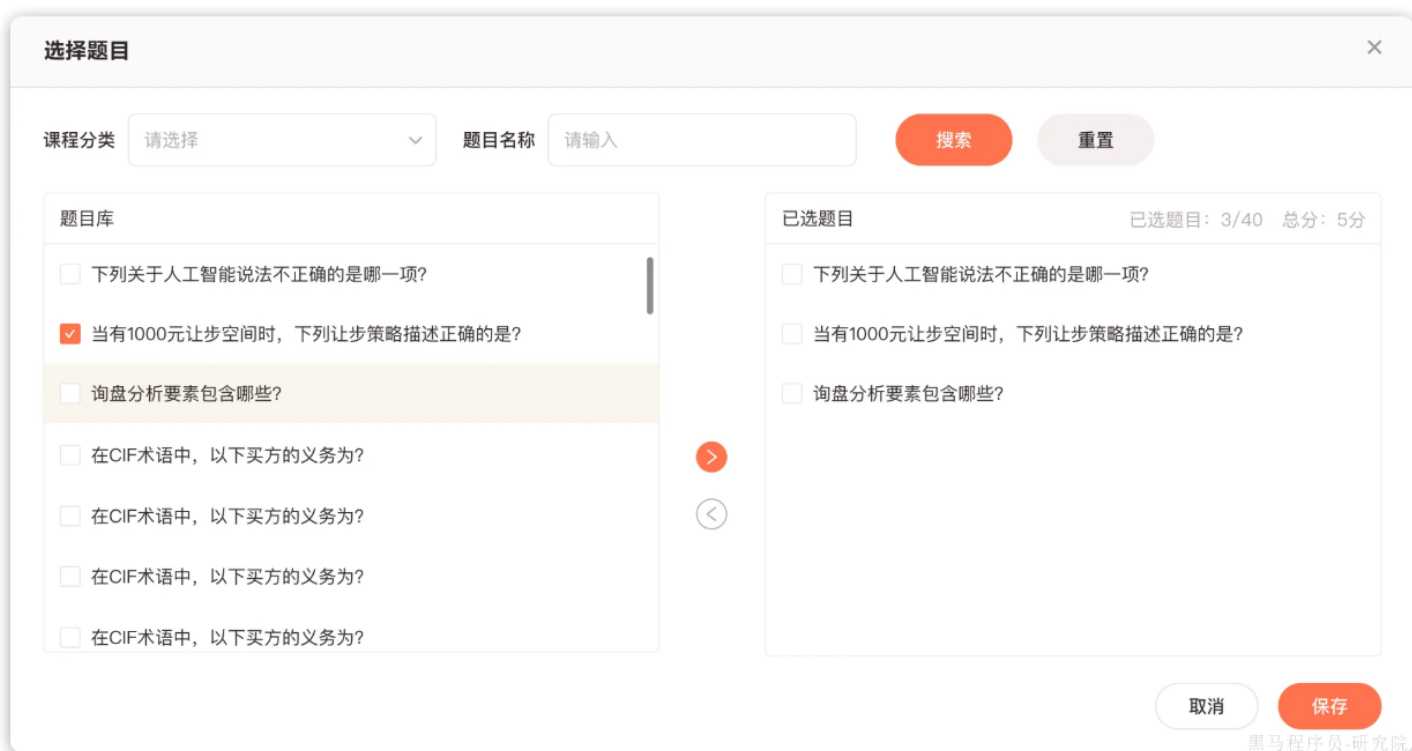 选择题目
课程分类 请选择 题目名称 请输入 搜索 重置
题目库
下列关于人工智能说法不正确的是哪一项?
当有1000元让步空间时，下列让步策略描述正确的是?
询盘分析要素包含哪些?
在CIF术语中，以下买方的义务为?
在CIF术语中，以下买方的义务为?
在CIF术语中，以下买方的义务为?
在CIF术语中，以下买方的义务为?
已选题目 已选题目：3/40 总分：5分
下列关于人工智能说法不正确的是哪一项?
当有1000元让步空间时，下列让步策略描述正确的是?
询盘分析要素包含哪些?
取消 保存
黑马程序员-研究院